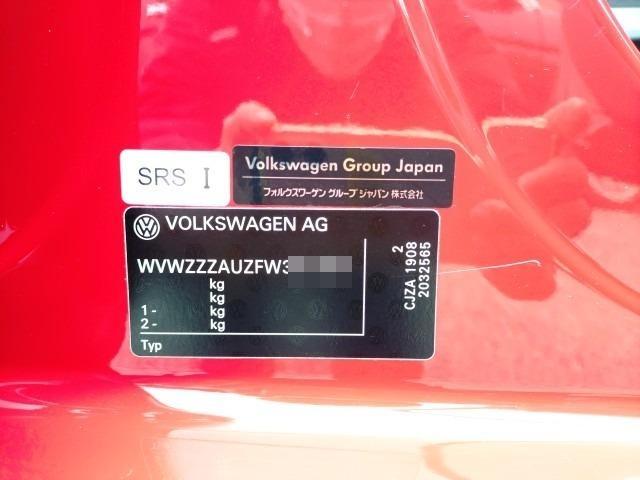 SRS I
Volkswagen Group Japan
フォルクスワーゲン グループ ジャパン 株式会社
VOLKSWAGEN AG
WVWZZZAUZFW3
kg
kg
1- kg
2- kg
Typ
2
CJZA 1908
2032565